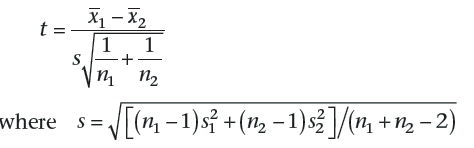 t = (x̄₁ − x̄₂) / (s√(1/n₁ + 1/n₂))
where s = √([(n₁ − 1)s₁² + (n₂ − 1)s₂²]/(n₁ + n₂ − 2))